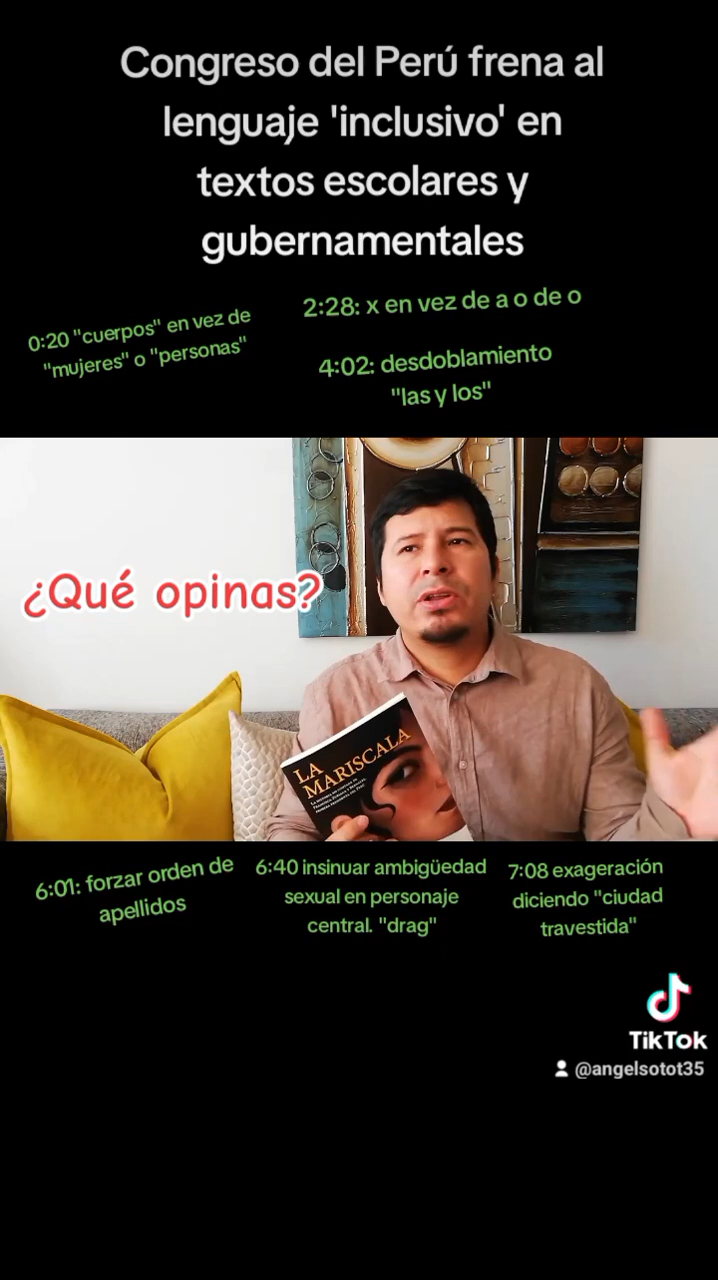 Congreso del Perú frena al
lenguaje 'inclusivo' en
textos escolares y
gubernamentales
0:20 "cuerpos" en vez de
"mujeres" o "personas"
2:28: x en vez de a o de o
4:02: desdoblamiento
"las y los"
¿Qué opinas?
LA
MARISCALA
6:01: forzar orden de
apellidos
6:40 insinuar ambigüedad
sexual en personaje
central. "drag"
7:08 exageración
diciendo "ciudad
travestida"
TikTok
@angelsotot35